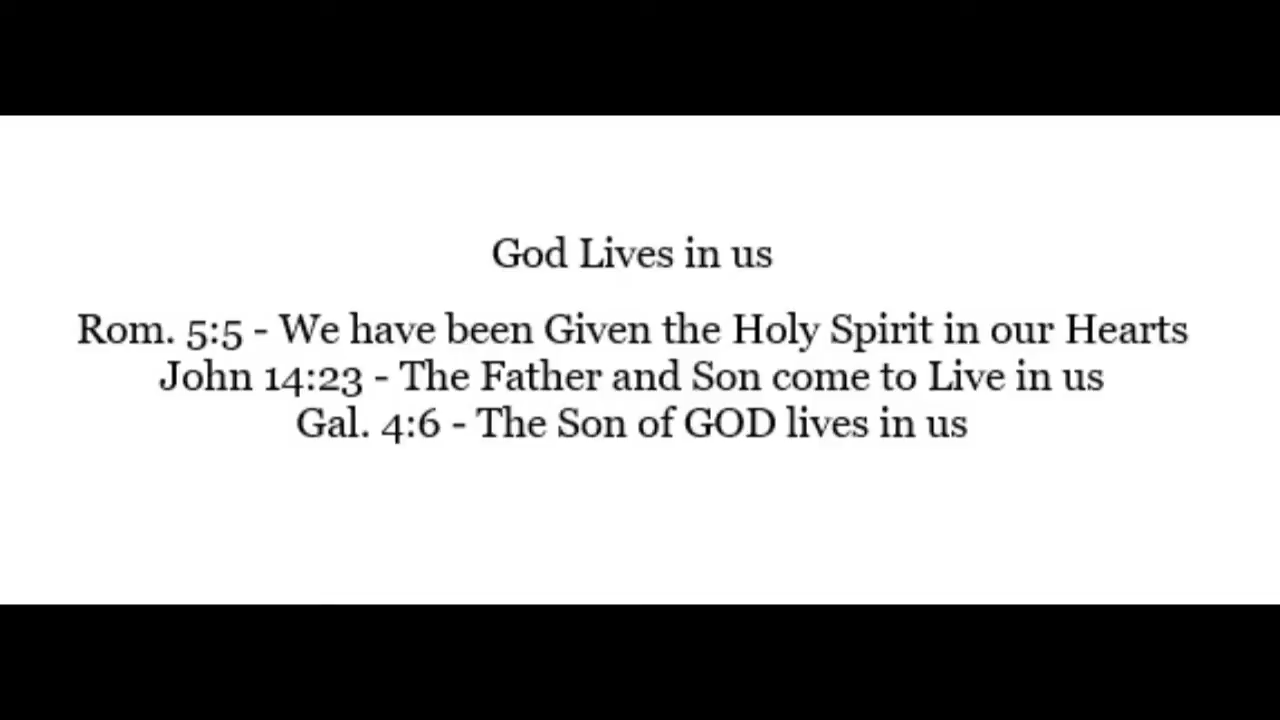 God Lives in us
Rom. 5:5 - We have been Given the Holy Spirit in our Hearts
John 14:23 - The Father and Son come to Live in us
Gal. 4:6 - The Son of GOD lives in us